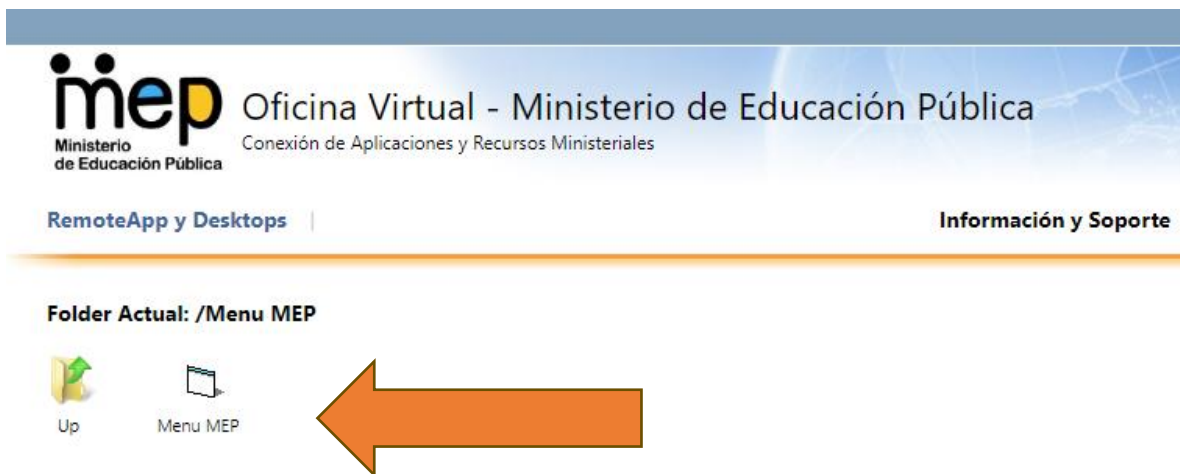 mep
Ministerio
de Educación Pública
Oficina Virtual - Ministerio de Educación Pública
Conexión de Aplicaciones y Recursos Ministeriales
RemoteApp y Desktops |
Información y Soporte
Folder Actual: /Menu MEP
Up
Menu MEP